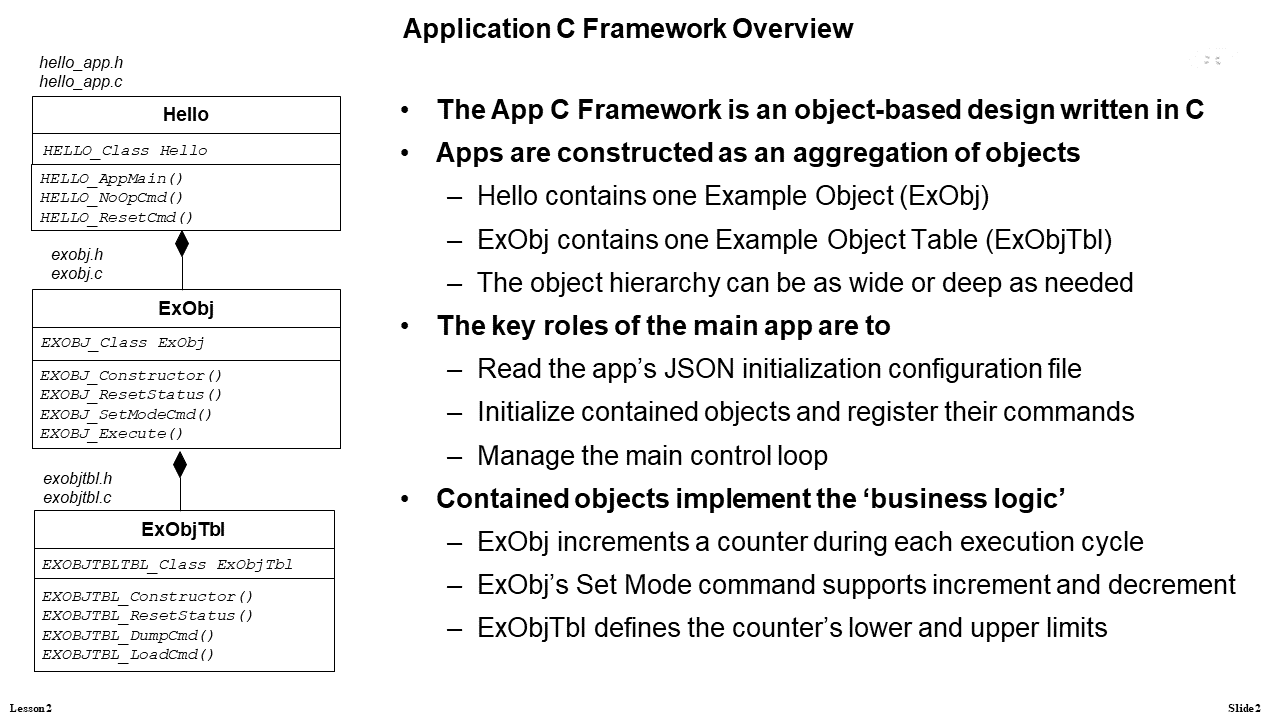 Application C Framework Overview
hello_app.h
hello_app.c
Hello
HELLO_Class Hello
HELLO_AppMain()
HELLO_NoOpCmd()
HELLO_ResetCmd()
exobj.h
exobj.c
ExObj
EXOBJ_Class ExObj
EXOBJ_Constructor()
EXOBJ_ResetStatus()
EXOBJ_SetModeCmd()
EXOBJ_Execute()
exobjtbl.h
exobjtbl.c
ExObjTbl
EXOBJTBLTBL_Class ExObjTbl
EXOBJTBL_Constructor()
EXOBJTBL_ResetStatus()
EXOBJTBL_DumpCmd()
EXOBJTBL_LoadCmd()
• The App C Framework is an object-based design written in C
• Apps are constructed as an aggregation of objects
– Hello contains one Example Object (ExObj)
– ExObj contains one Example Object Table (ExObjTbl)
– The object hierarchy can be as wide or deep as needed
• The key roles of the main app are to
– Read the app’s JSON initialization configuration file
– Initialize contained objects and register their commands
– Manage the main control loop
• Contained objects implement the ‘business logic’
– ExObj increments a counter during each execution cycle
– ExObj’s Set Mode command supports increment and decrement
– ExObjTbl defines the counter’s lower and upper limits
Lesson 2
Slide 2